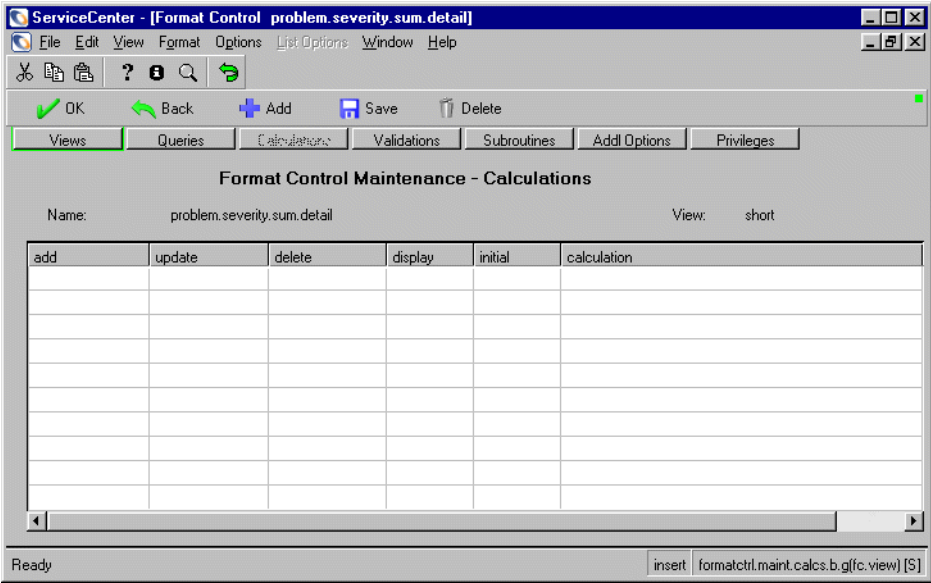 ServiceCenter - [Format Control problem.severity.sum.detail]
File Edit View Format Options List Options Window Help
OK Back Add Save Delete
Views Queries Calculations Validations Subroutines Addl Options Privileges
Format Control Maintenance - Calculations
Name: problem.severity.sum.detail View: short
add update delete display initial calculation
Ready insert formatctrl.maint.calcs.b.g(fc.view) [S]